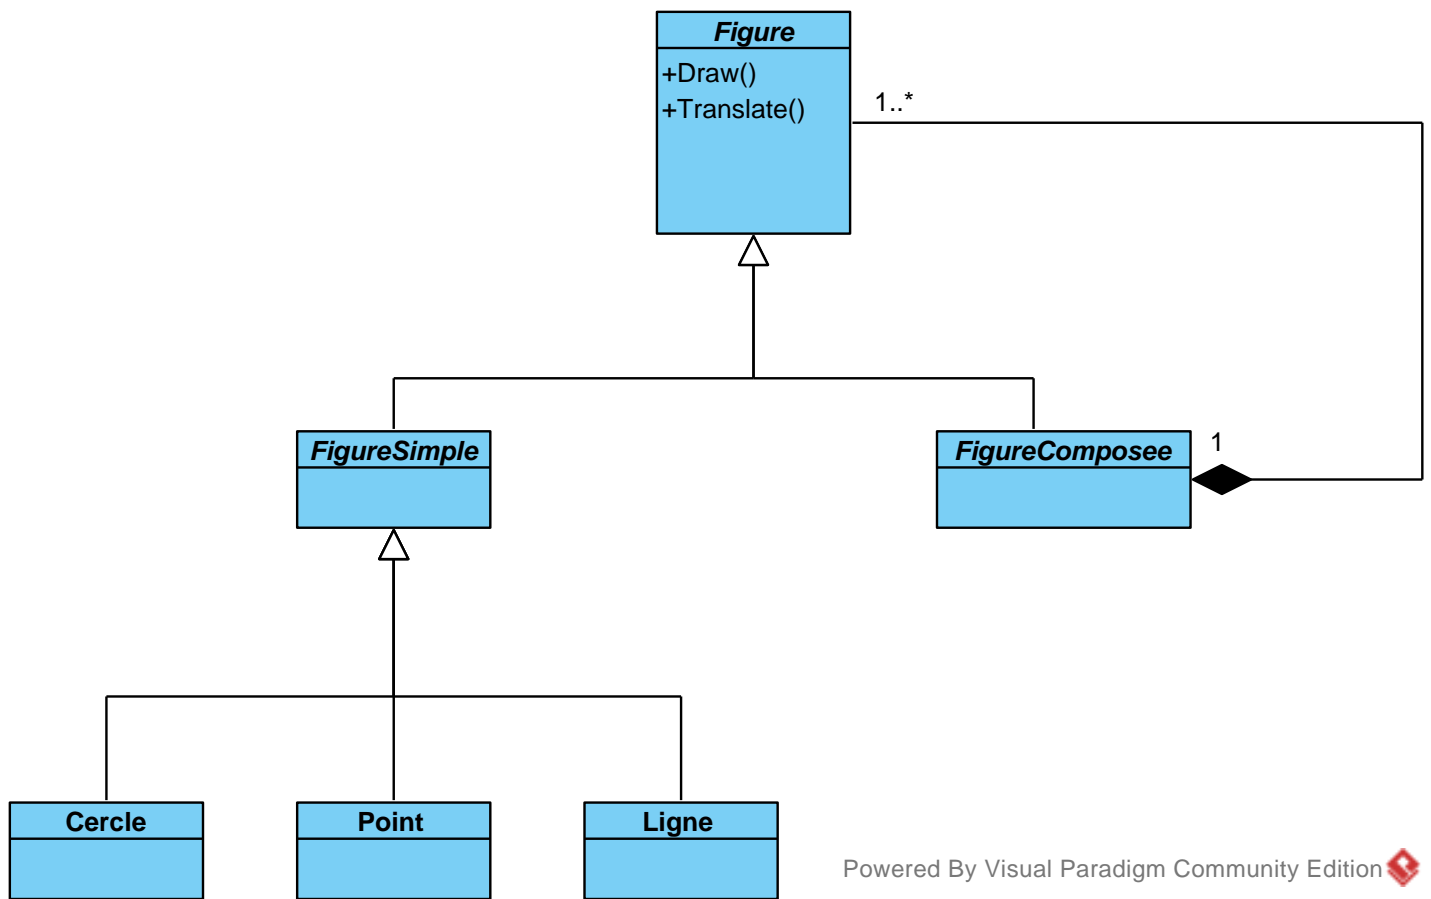 Figure
+Draw()
+Translate()
1..*
FigureSimple
FigureComposee
1
Cercle
Point
Ligne
Powered By Visual Paradigm Community Edition